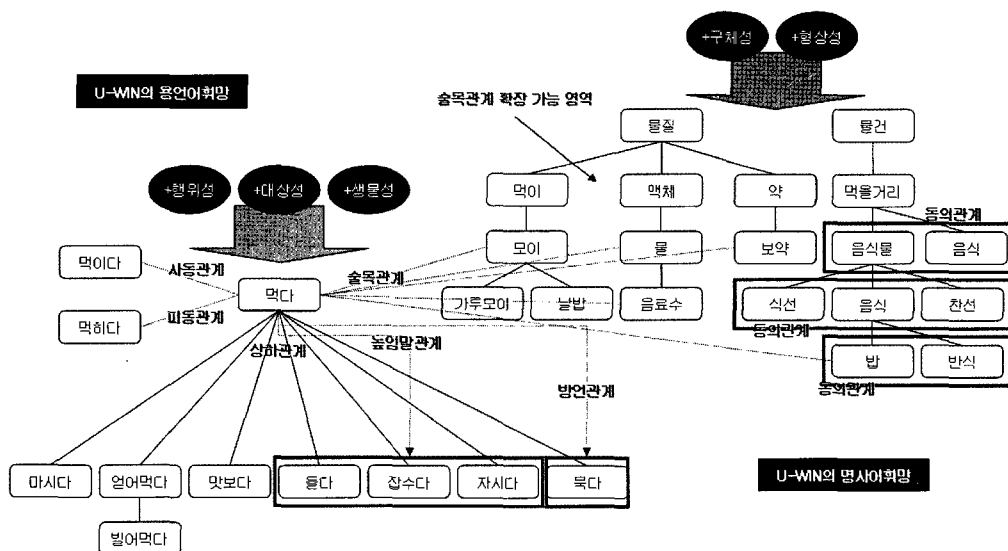 +구체성 +형상성
U-WIN의 용언어휘망
술목관계 확장 가능 영역
물질 물건
+행위성 +대상성 +생물성
먹이 액체 약 먹을거리
동의관계
모이 물 보약 음식물 음식
먹이다 사동관계
술목관계
먹다
가루모이 낟밥 음료수 식선 음식 찬선
먹히다 피동관계
동의관계
상하관계 높임말관계
밥 반식
방언관계
동의관계
마시다 얻어먹다 맛보다 들다 잡수다 자시다 묵다
U-WIN의 명사어휘망
빌어먹다